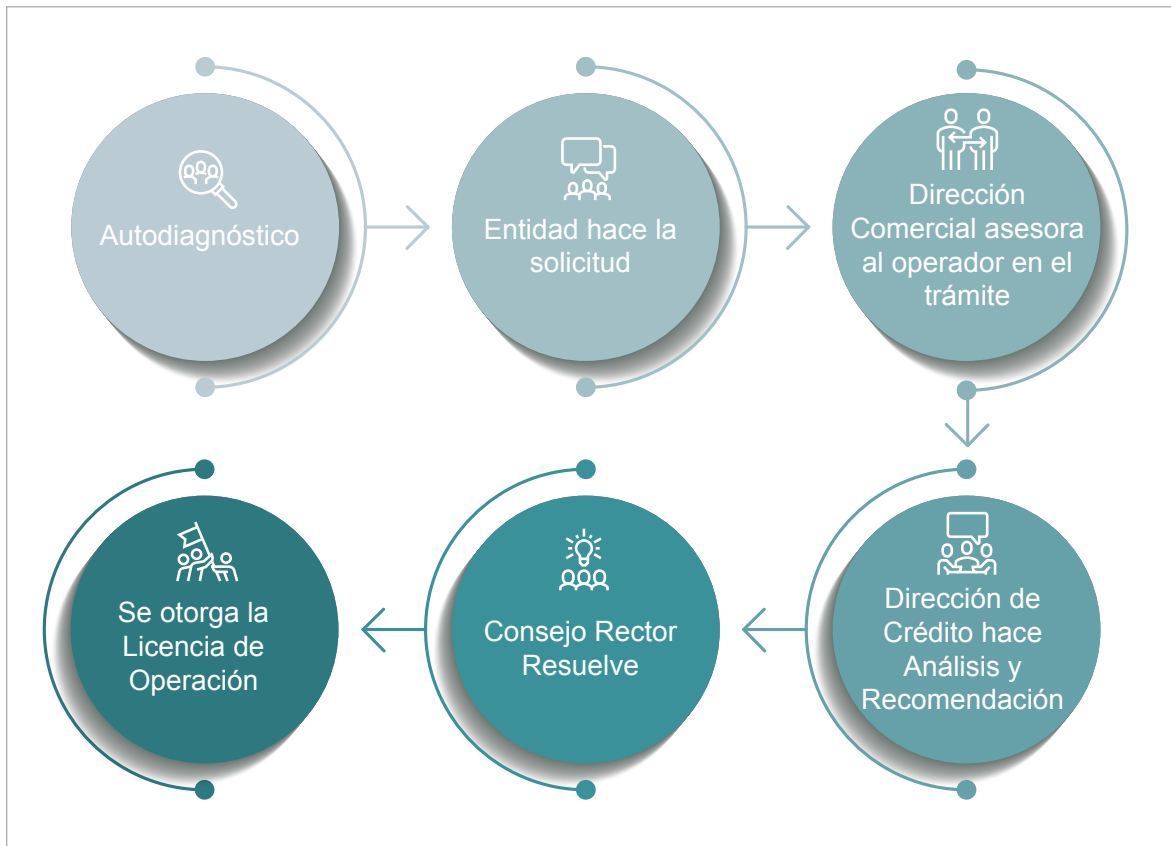 Autodiagnóstico
Entidad hace la
solicitud
Dirección
Comercial asesora
al operador en el
trámite
Dirección de
Crédito hace
Análisis y
Recomendación
Consejo Rector
Resuelve
Se otorga la
Licencia de
Operación